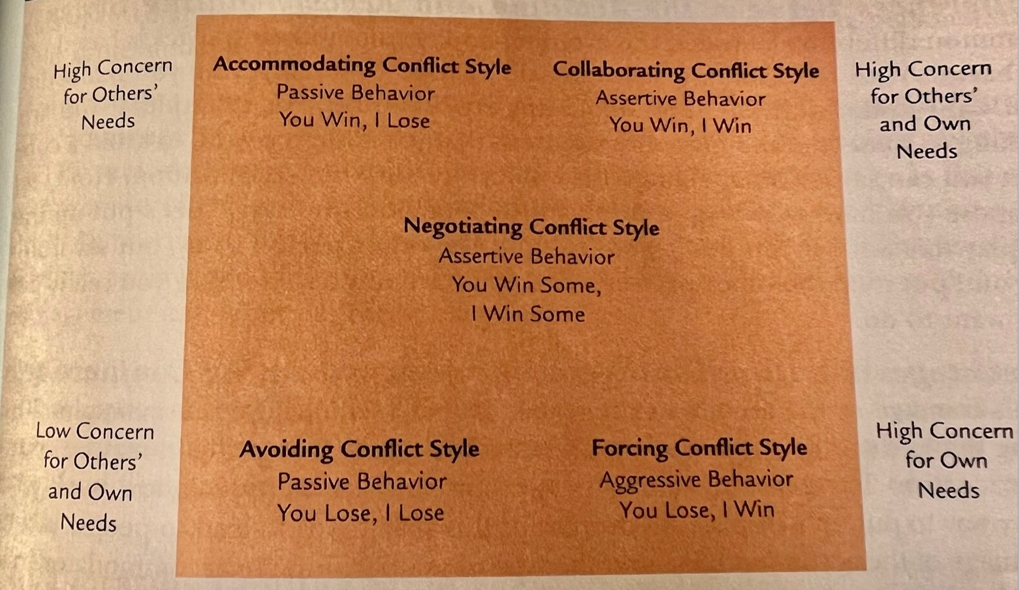 High Concern
for Others'
Needs
Accommodating Conflict Style
Passive Behavior
You Win, I Lose
Collaborating Conflict Style
Assertive Behavior
You Win, I Win
High Concern
for Others'
and Own
Needs
Negotiating Conflict Style
Assertive Behavior
You Win Some,
I Win Some
Low Concern
for Others'
and Own
Needs
Avoiding Conflict Style
Passive Behavior
You Lose, I Lose
Forcing Conflict Style
Aggressive Behavior
You Lose, I Win
High Concern
for Own
Needs